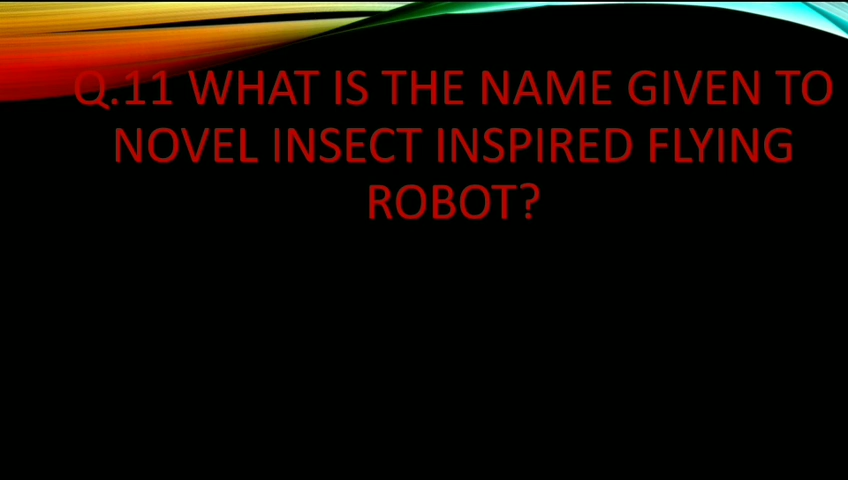 Q.11 WHAT IS THE NAME GIVEN TO
NOVEL INSECT INSPIRED FLYING
ROBOT?